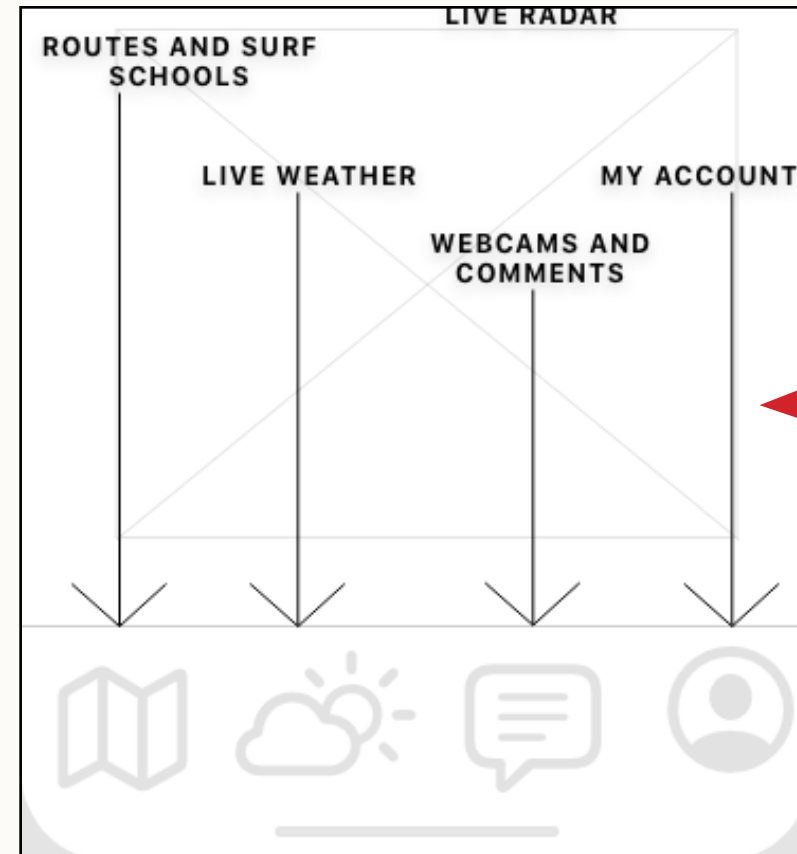 LIVE RADAR
ROUTES AND SURF
SCHOOLS
LIVE WEATHER
MY ACCOUNT
WEBCAMS AND
COMMENTS